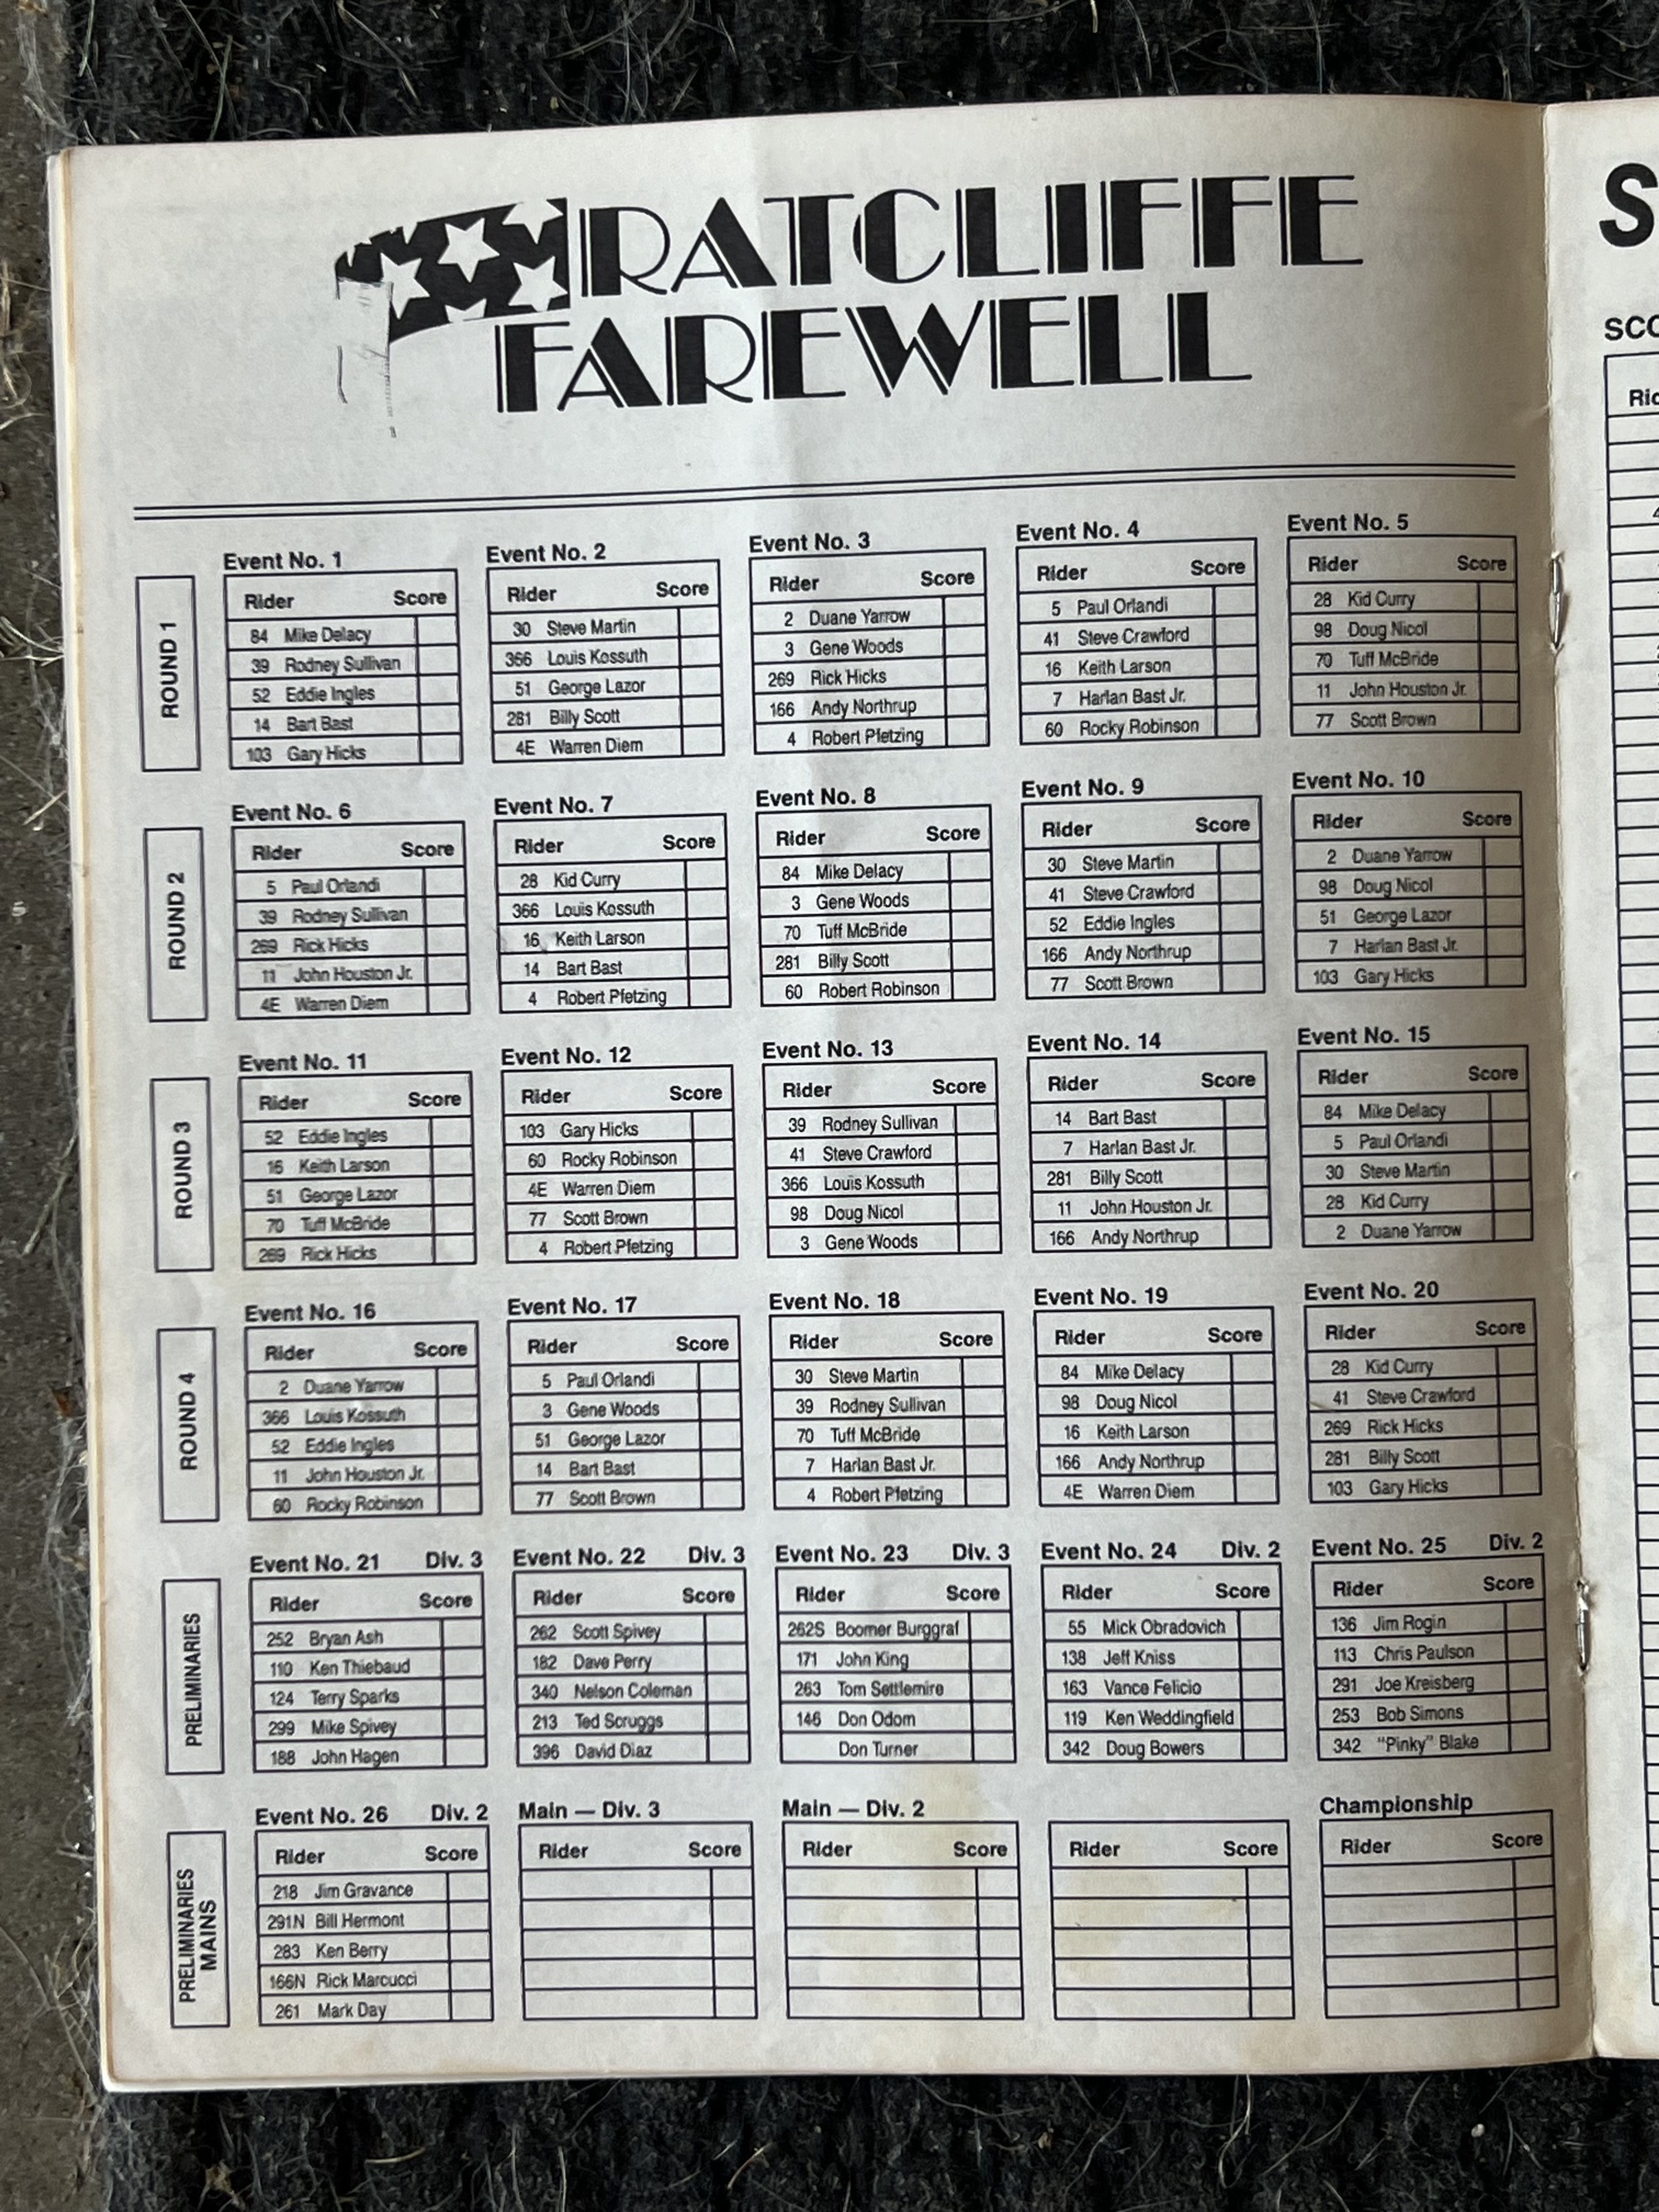 RATCLIFFE
FAREWELL
ROUND 1
Event No. 1
Rider Score
84 Mike Delacy
39 Rodney Sullivan
52 Eddie Ingles
14 Bart Bast
103 Gary Hicks
Event No. 2
Rider Score
30 Steve Martin
366 Louis Kossuth
51 George Lazor
281 Billy Scott
4E Warren Diem
Event No. 3
Rider Score
2 Duane Yarrow
3 Gene Woods
269 Rick Hicks
166 Andy Northrup
4 Robert Pfetzing
Event No. 4
Rider Score
5 Paul Orlandi
41 Steve Crawford
16 Keith Larson
7 Harlan Bast Jr.
60 Rocky Robinson
Event No. 5
Rider Score
28 Kid Curry
98 Doug Nicol
70 Tuff McBride
11 John Houston Jr.
77 Scott Brown
ROUND 2
Event No. 6
Rider Score
5 Paul Orlandi
39 Rodney Sullivan
269 Rick Hicks
11 John Houston Jr.
4E Warren Diem
Event No. 7
Rider Score
28 Kid Curry
366 Louis Kossuth
16 Keith Larson
14 Bart Bast
4 Robert Pfetzing
Event No. 8
Rider Score
84 Mike Delacy
3 Gene Woods
70 Tuff McBride
281 Billy Scott
60 Robert Robinson
Event No. 9
Rider Score
30 Steve Martin
41 Steve Crawford
52 Eddie Ingles
166 Andy Northrup
77 Scott Brown
Event No. 10
Rider Score
2 Duane Yarrow
98 Doug Nicol
51 George Lazor
7 Harlan Bast Jr.
103 Gary Hicks
ROUND 3
Event No. 11
Rider Score
52 Eddie Ingles
16 Keith Larson
51 George Lazor
70 Tuff McBride
269 Rick Hicks
Event No. 12
Rider Score
103 Gary Hicks
60 Rocky Robinson
4E Warren Diem
77 Scott Brown
4 Robert Pfetzing
Event No. 13
Rider Score
39 Rodney Sullivan
41 Steve Crawford
366 Louis Kossuth
98 Doug Nicol
3 Gene Woods
Event No. 14
Rider Score
14 Bart Bast
7 Harlan Bast Jr.
281 Billy Scott
11 John Houston Jr.
166 Andy Northrup
Event No. 15
Rider Score
84 Mike Delacy
5 Paul Orlandi
30 Steve Martin
28 Kid Curry
2 Duane Yarrow
ROUND 4
Event No. 16
Rider Score
2 Duane Yarrow
366 Louis Kossuth
52 Eddie Ingles
11 John Houston Jr.
60 Rocky Robinson
Event No. 17
Rider Score
5 Paul Orlandi
3 Gene Woods
51 George Lazor
14 Bart Bast
77 Scott Brown
Event No. 18
Rider Score
30 Steve Martin
39 Rodney Sullivan
70 Tuff McBride
7 Harlan Bast Jr.
4 Robert Pfetzing
Event No. 19
Rider Score
84 Mike Delacy
98 Doug Nicol
16 Keith Larson
166 Andy Northrup
4E Warren Diem
Event No. 20
Rider Score
28 Kid Curry
41 Steve Crawford
269 Rick Hicks
281 Billy Scott
103 Gary Hicks
PRELIMINARIES
Event No. 21 Div. 3
Rider Score
252 Bryan Ash
110 Ken Thiebaud
124 Terry Sparks
299 Mike Spivey
188 John Hagen
Event No. 22 Div. 3
Rider Score
262 Scott Spivey
182 Dave Perry
340 Nelson Coleman
213 Ted Scruggs
396 David Diaz
Event No. 23 Div. 3
Rider Score
262S Boomer Burggraf
171 John King
263 Tom Settlemire
146 Don Odom
Don Turner
Event No. 24 Div. 2
Rider Score
55 Mick Obradovich
138 Jeff Kniss
163 Vance Felicio
119 Ken Weddingfield
342 Doug Bowers
Event No. 25 Div. 2
Rider Score
136 Jim Rogin
113 Chris Paulson
291 Joe Kreisberg
253 Bob Simons
342 "Pinky" Blake
PRELIMINARIES
MAINS
Event No. 26 Div. 2
Rider Score
218 Jim Gravance
291N Bill Hermont
283 Ken Berry
166N Rick Marcucci
261 Mark Day
Main — Div. 3
Rider Score
Main — Div. 2
Rider Score
Rider Score
Championship
Rider Score